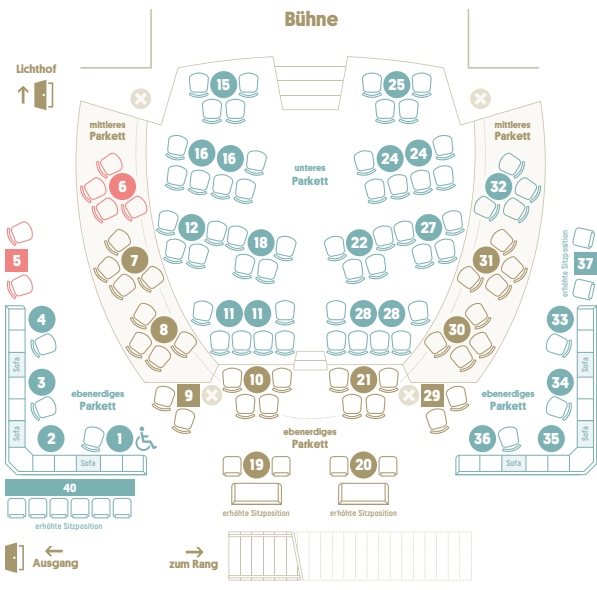 Bühne
Lichthof
mittleres
Parkett
mittleres
Parkett
15
25
16
16
unteres
Parkett
24
24
6
32
12
18
22
27
5
7
31
erhöhte Sitzposition
37
4
8
11
11
28
28
30
33
Sofa
3
10
21
34
Sofa
9
29
ebenerdiges
Parkett
ebenerdiges
Parkett
Sofa
2
1
ebenerdiges
Parkett
36
35
Sofa
Sofa
Sofa
19
20
40
erhöhte Sitzposition
erhöhte Sitzposition
erhöhte Sitzposition
Ausgang
zum Rang